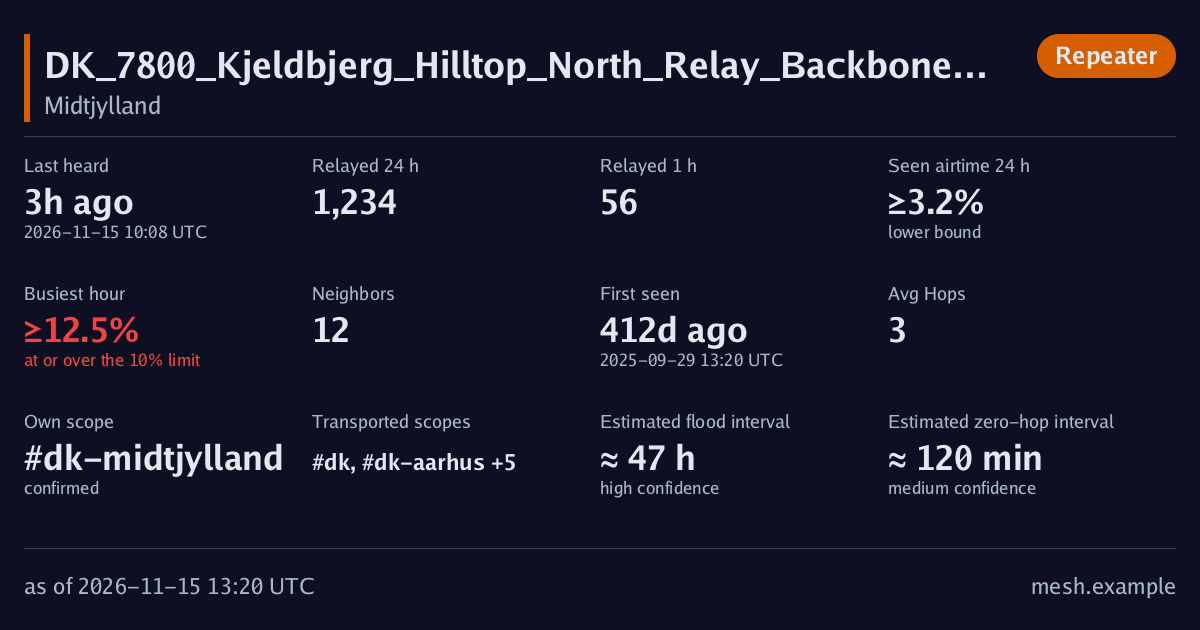 DK_7800_Kjeldbjerg_Hilltop_North_Relay_Backbone...
Repeater
Midtjylland
Last heard
3h ago
2026-11-15 10:08 UTC
Relayed 24 h
1,234
Relayed 1 h
56
Seen airtime 24 h
≥3.2%
lower bound
Busiest hour
≥12.5%
at or over the 10% limit
Neighbors
12
First seen
412d ago
2025-09-29 13:20 UTC
Avg Hops
3
Own scope
#dk-midtjylland
confirmed
Transported scopes
#dk, #dk-aarhus +5
Estimated flood interval
≈ 47 h
high confidence
Estimated zero-hop interval
≈ 120 min
medium confidence
as of 2026-11-15 13:20 UTC
mesh.example